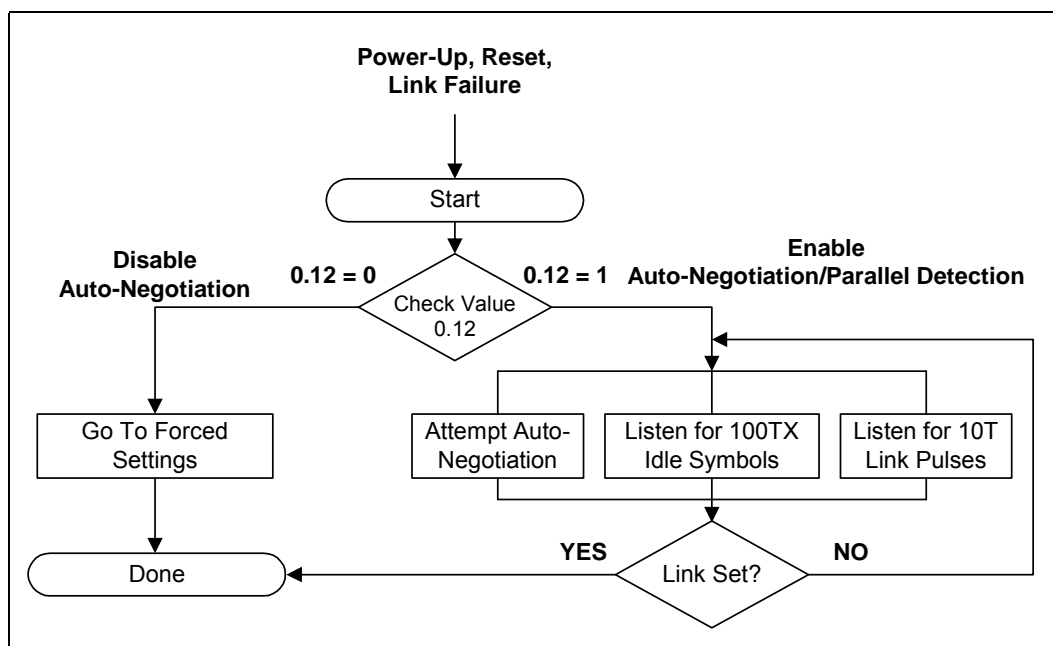 Power-Up, Reset,
Link Failure
Start
Disable
Auto-Negotiation
0.12 = 0
0.12 = 1
Enable
Auto-Negotiation/Parallel Detection
Check Value
0.12
Go To Forced
Settings
Attempt Auto-
Negotiation
Listen for 100TX
Idle Symbols
Listen for 10T
Link Pulses
Done
YES
Link Set?
NO